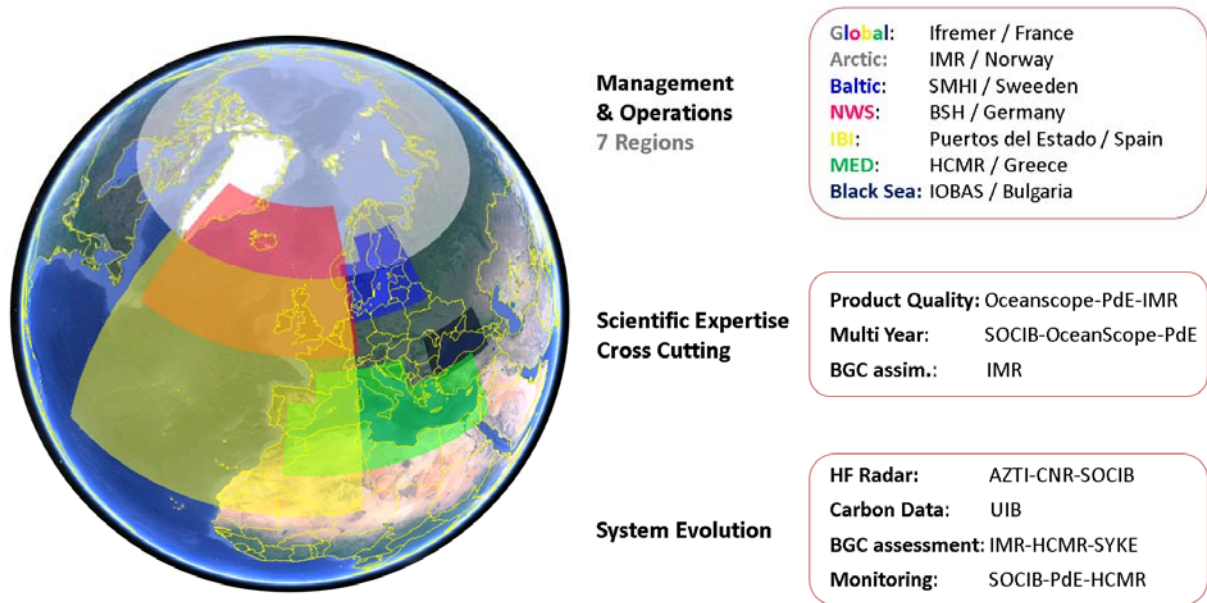 Management
& Operations
7 Regions
Global: Ifremer / France
Arctic: IMR / Norway
Baltic: SMHI / Sweeden
NWS: BSH / Germany
IBI: Puertos del Estado / Spain
MED: HCMR / Greece
Black Sea: IOBAS / Bulgaria
Scientific Expertise
Cross Cutting
Product Quality: Oceanscope-PdE-IMR
Multi Year: SOCIB-OceanScope-PdE
BGC assim.: IMR
System Evolution
HF Radar: AZTI-CNR-SOCIB
Carbon Data: UIB
BGC assessment: IMR-HCMR-SYKE
Monitoring: SOCIB-PdE-HCMR